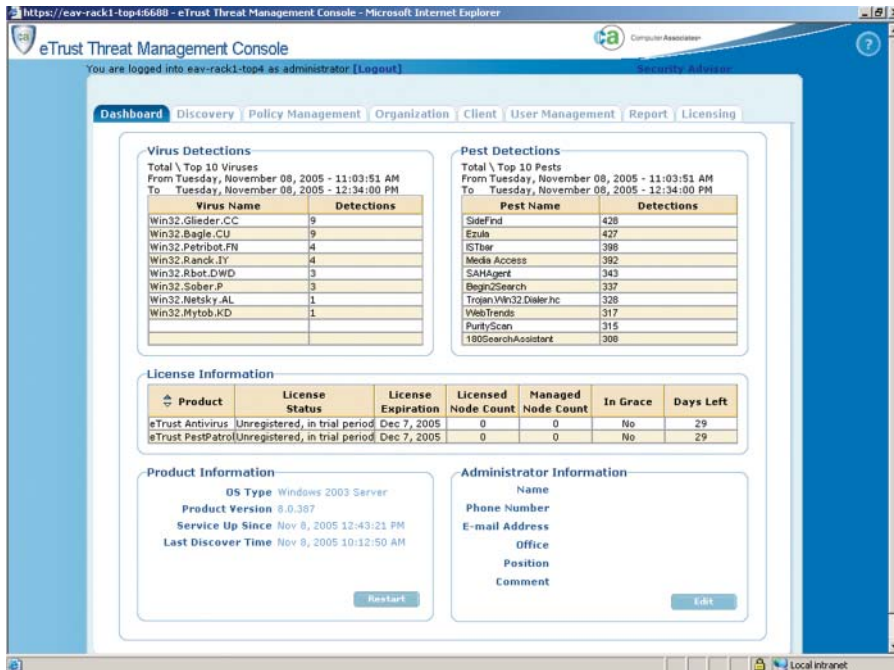 https://eav-rack1-top4:6688 - eTrust Threat Management Console - Microsoft Internet Explorer
eTrust Threat Management Console
ca Computer Associates®
?
You are logged into eav-rack1-top4 as administrator [Logout]
Security Advisor
Dashboard Discovery Policy Management Organization Client User Management Report Licensing
Virus Detections
Total \ Top 10 Viruses
From Tuesday, November 08, 2005 - 11:03:51 AM
To Tuesday, November 08, 2005 - 12:34:00 PM
Virus Name Detections
Win32.Glieder.CC 9
Win32.Bagle.CU 9
Win32.Petribot.FN 4
Win32.Ranck.IY 4
Win32.Rbot.DWD 3
Win32.Sober.P 3
Win32.Netsky.AL 1
Win32.Mytob.KD 1
Pest Detections
Total \ Top 10 Pests
From Tuesday, November 08, 2005 - 11:03:51 AM
To Tuesday, November 08, 2005 - 12:34:00 PM
Pest Name Detections
SideFind 428
Ezula 427
ISTbar 398
Media Access 392
SAHAgent 343
Begin2Search 337
Trojan.Win32.Dialer.hc 328
WebTrends 317
PurityScan 315
180SearchAssistant 308
License Information
Product License Status License Expiration Licensed Node Count Managed Node Count In Grace Days Left
eTrust Antivirus Unregistered, in trial period Dec 7, 2005 0 0 No 29
eTrust PestPatrol Unregistered, in trial period Dec 7, 2005 0 0 No 29
Product Information
OS Type Windows 2003 Server
Product Version 8.0.387
Service Up Since Nov 8, 2005 12:43:21 PM
Last Discover Time Nov 8, 2005 10:12:50 AM
Restart
Administrator Information
Name
Phone Number
E-mail Address
Office
Position
Comment
Edit
Local intranet